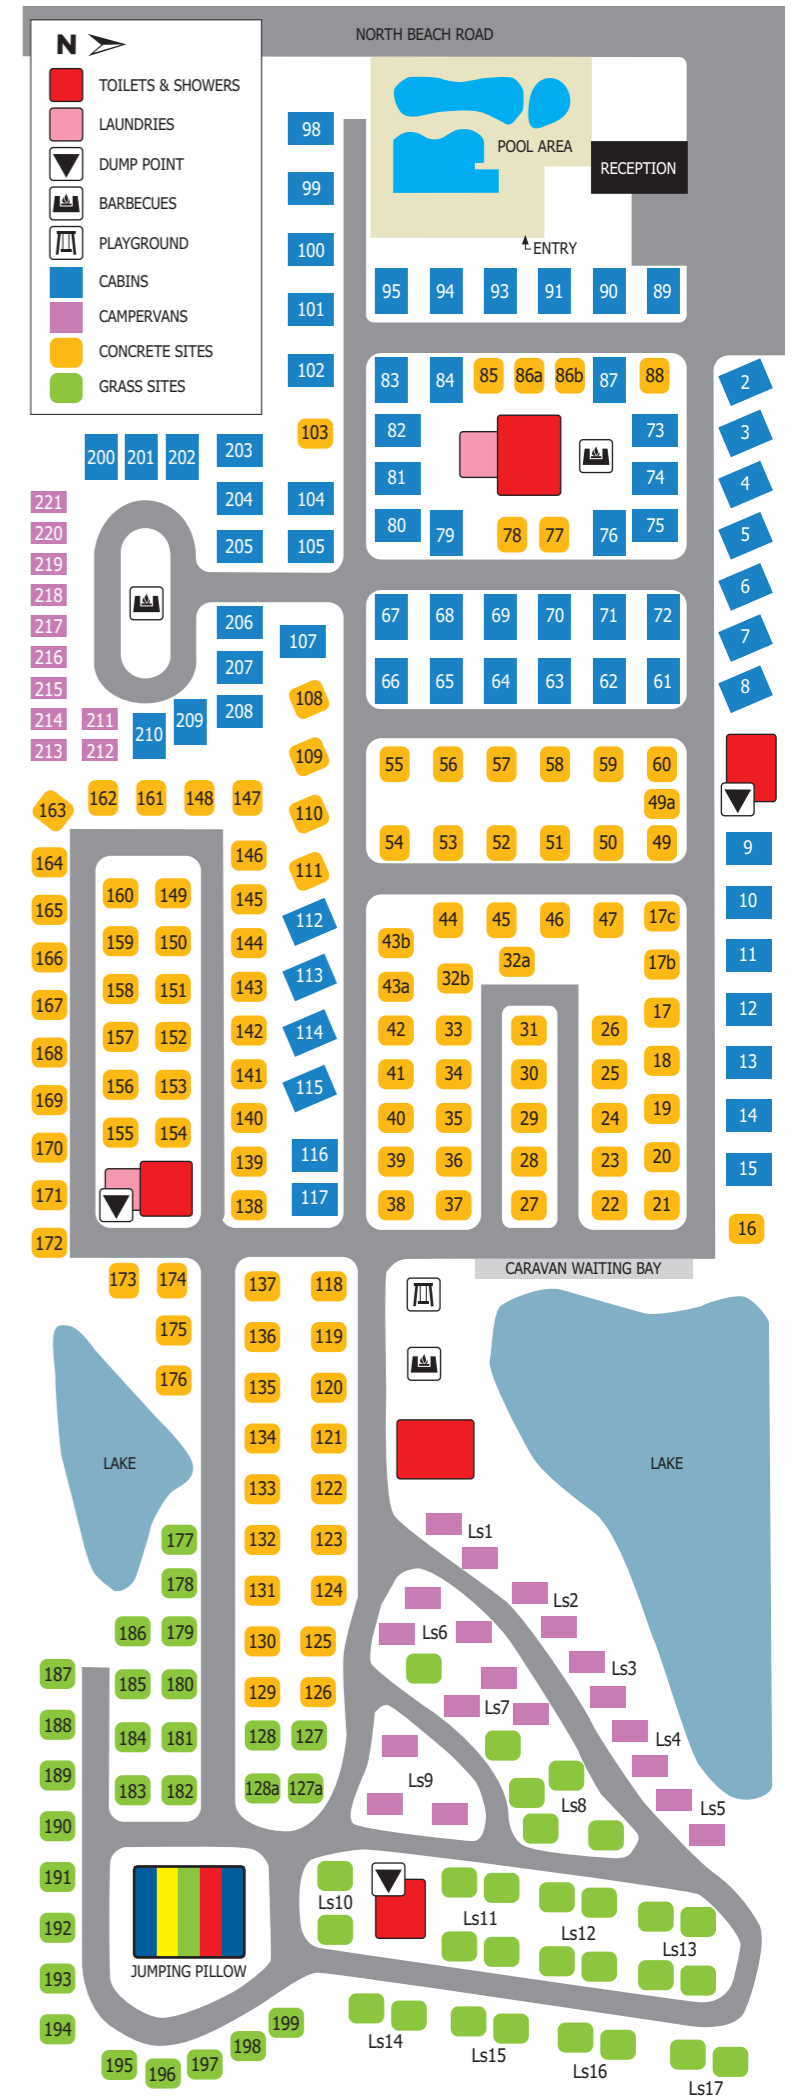 NORTH BEACH ROAD
N
TOILETS & SHOWERS
LAUNDRIES
DUMP POINT
BARBECUES
PLAYGROUND
CABINS
CAMPERVANS
CONCRETE SITES
GRASS SITES
POOL AREA
RECEPTION
ENTRY
98
99
100
101
102
103
104
105
95 94 93 91 90 89
83 84 85 86a 86b 87 88
82 73
81 74
80 79 78 77 76 75
2
3
4
5
6
7
8
200 201 202 203
204
205
206
207
208
209
210
211
212
221
220
219
218
217
216
215
214
213
107
108
109
110
111
112
113
114
115
116
117
67 68 69 70 71 72
66 65 64 63 62 61
55 56 57 58 59 60
49a
54 53 52 51 50 49
9
10
11
12
13
14
15
16
163 162 161 148 147
164
165
166
167
168
169
170
171
172
160 149
159 150
158 151
157 152
156 153
155 154
146
145
144
143
142
141
140
139
138
44 45 46 47 17c
43b 32a 17b
43a 32b 17
42 33 31 26 18
41 34 30 25 19
40 35 29 24 20
39 36 28 23 21
38 37 27 22
CARAVAN WAITING BAY
173 174
175
176
137 118
136 119
135 120
134 121
133 122
132 123
131 124
130 125
129 126
128 127
128a 127a
LAKE
LAKE
177
178
186 179
185 180
184 181
183 182
187
188
189
190
191
192
193
194
195
196
197
198
199
Ls1
Ls2
Ls3
Ls4
Ls5
Ls6
Ls7
Ls8
Ls9
Ls10
Ls11
Ls12
Ls13
JUMPING PILLOW
Ls14
Ls15
Ls16
Ls17